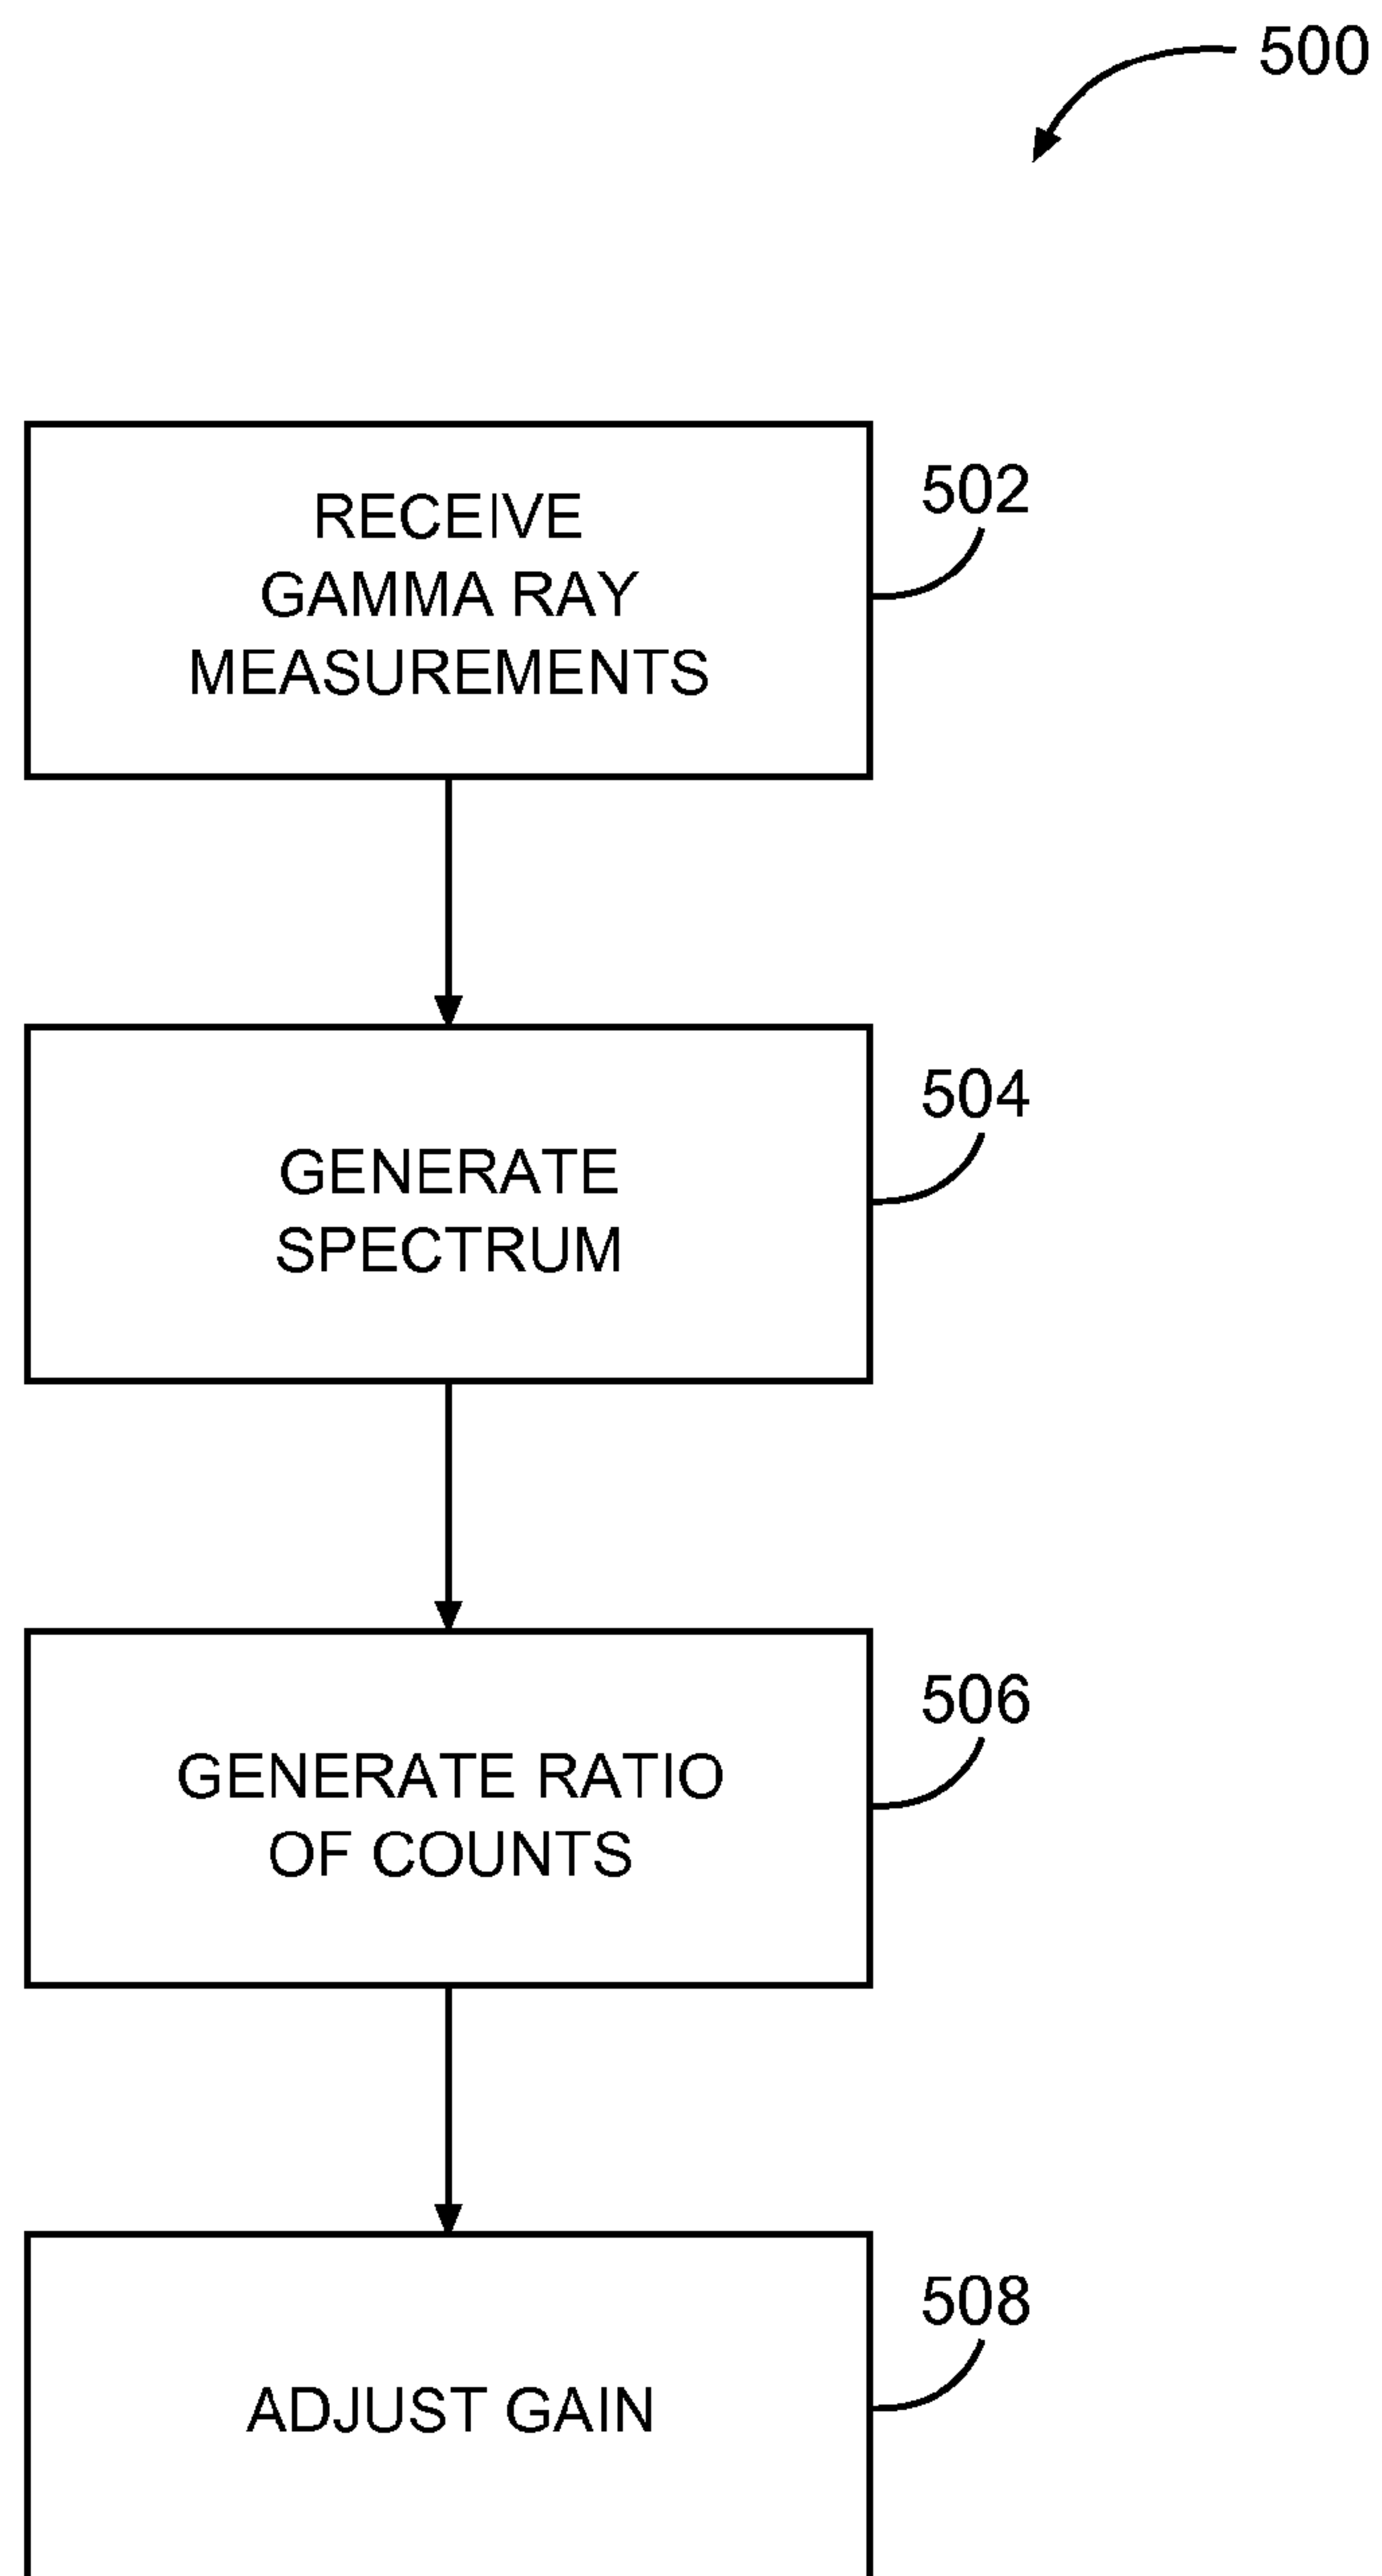 500
RECEIVE
GAMMA RAY
MEASUREMENTS
502
GENERATE
SPECTRUM
504
GENERATE RATIO
OF COUNTS
506
ADJUST GAIN
508